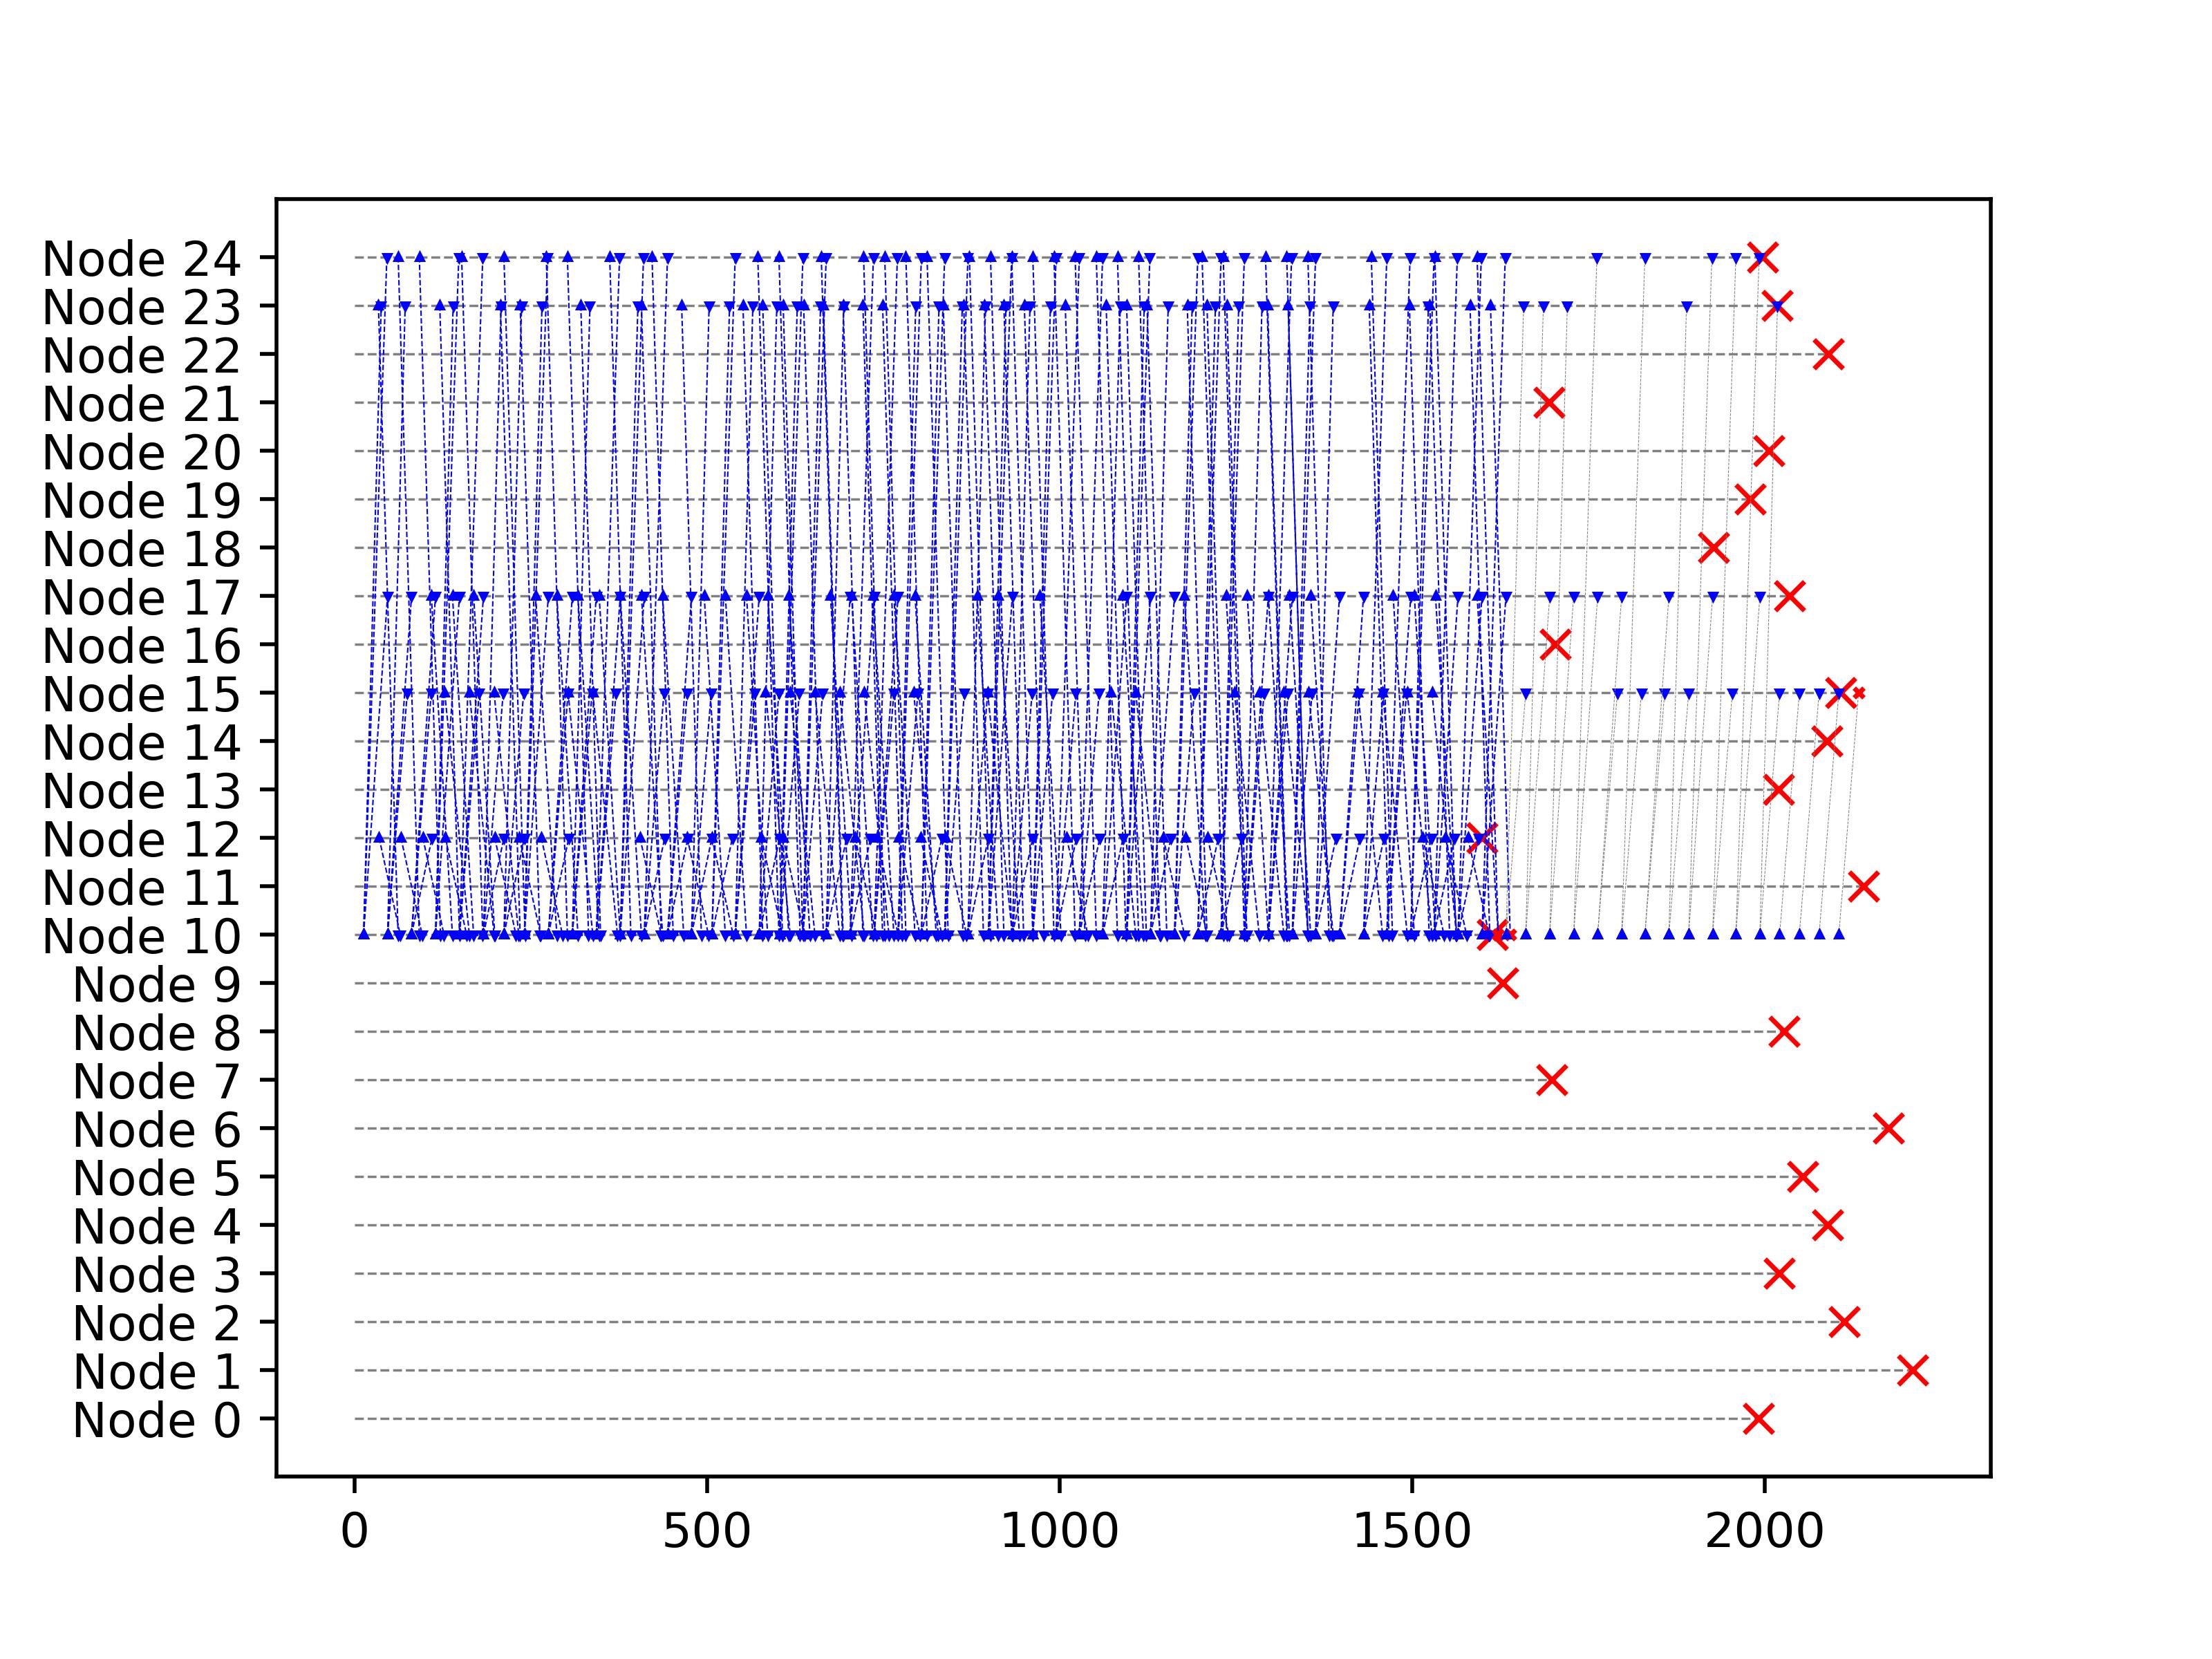 Node 24
Node 23
Node 22
Node 21
Node 20
Node 19
Node 18
Node 17
Node 16
Node 15
Node 14
Node 13
Node 12
Node 11
Node 10
Node 9
Node 8
Node 7
Node 6
Node 5
Node 4
Node 3
Node 2
Node 1
Node 0
0 500 1000 1500 2000